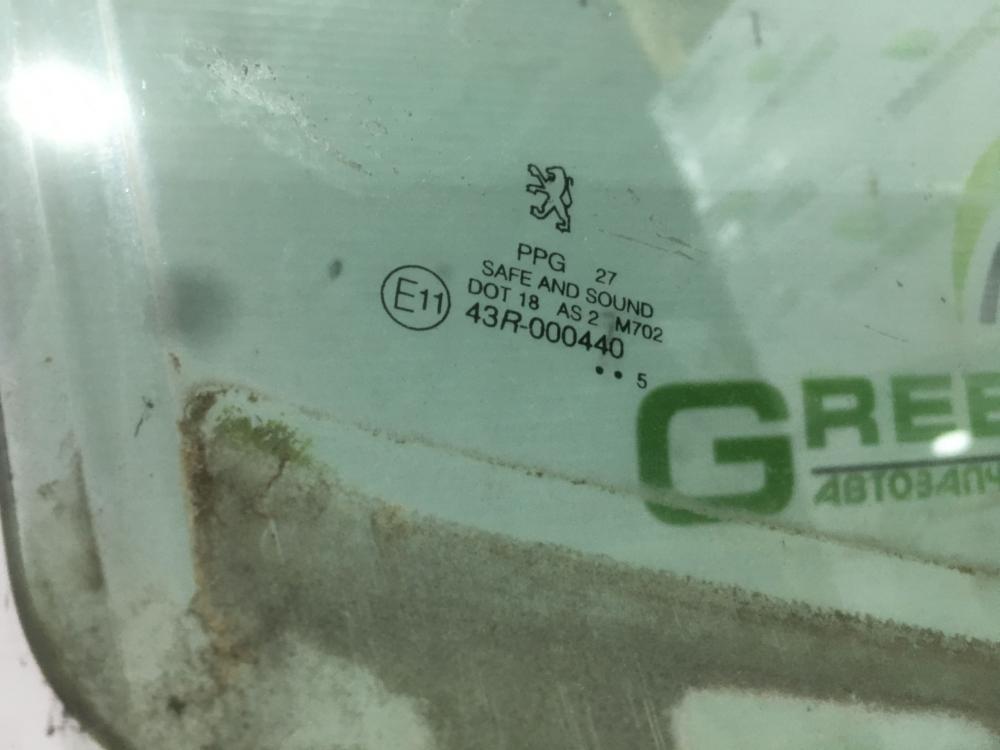 PPG 27
SAFE AND SOUND
DOT 18 AS 2 M702
E11
43R-000440
•• 5
GREE
АВТОЗАПЧ